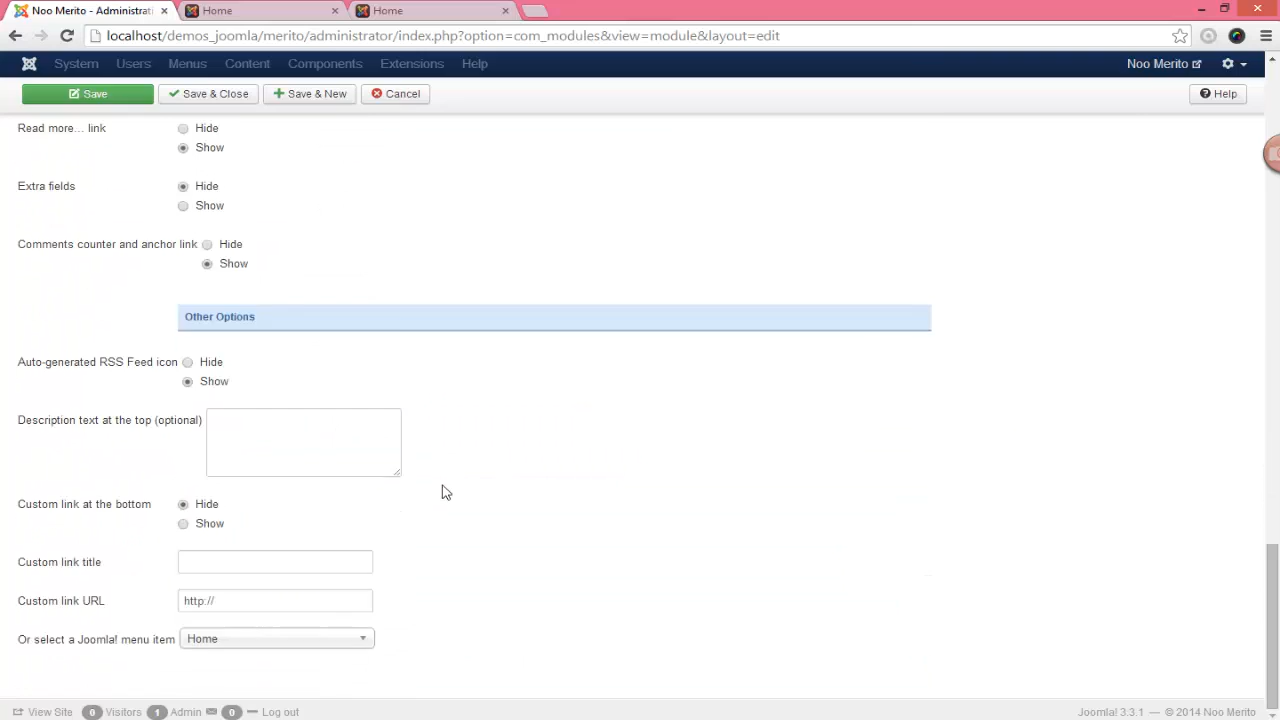 Noo Merito - Administrati
Home
Home
localhost/demos_joomla/merito/administrator/index.php?option=com_modules&view=module&layout=edit
System Users Menus Content Components Extensions Help Noo Merito
Save Save & Close Save & New Cancel Help
Read more... link Hide
Show
Extra fields Hide
Show
Comments counter and anchor link Hide
Show
Other Options
Auto-generated RSS Feed icon Hide
Show
Description text at the top (optional)
Custom link at the bottom Hide
Show
Custom link title
Custom link URL http://
Or select a Joomla! menu item Home
View Site 0 Visitors 1 Admin 0 Log out Joomla! 3.3.1 — © 2014 Noo Merito